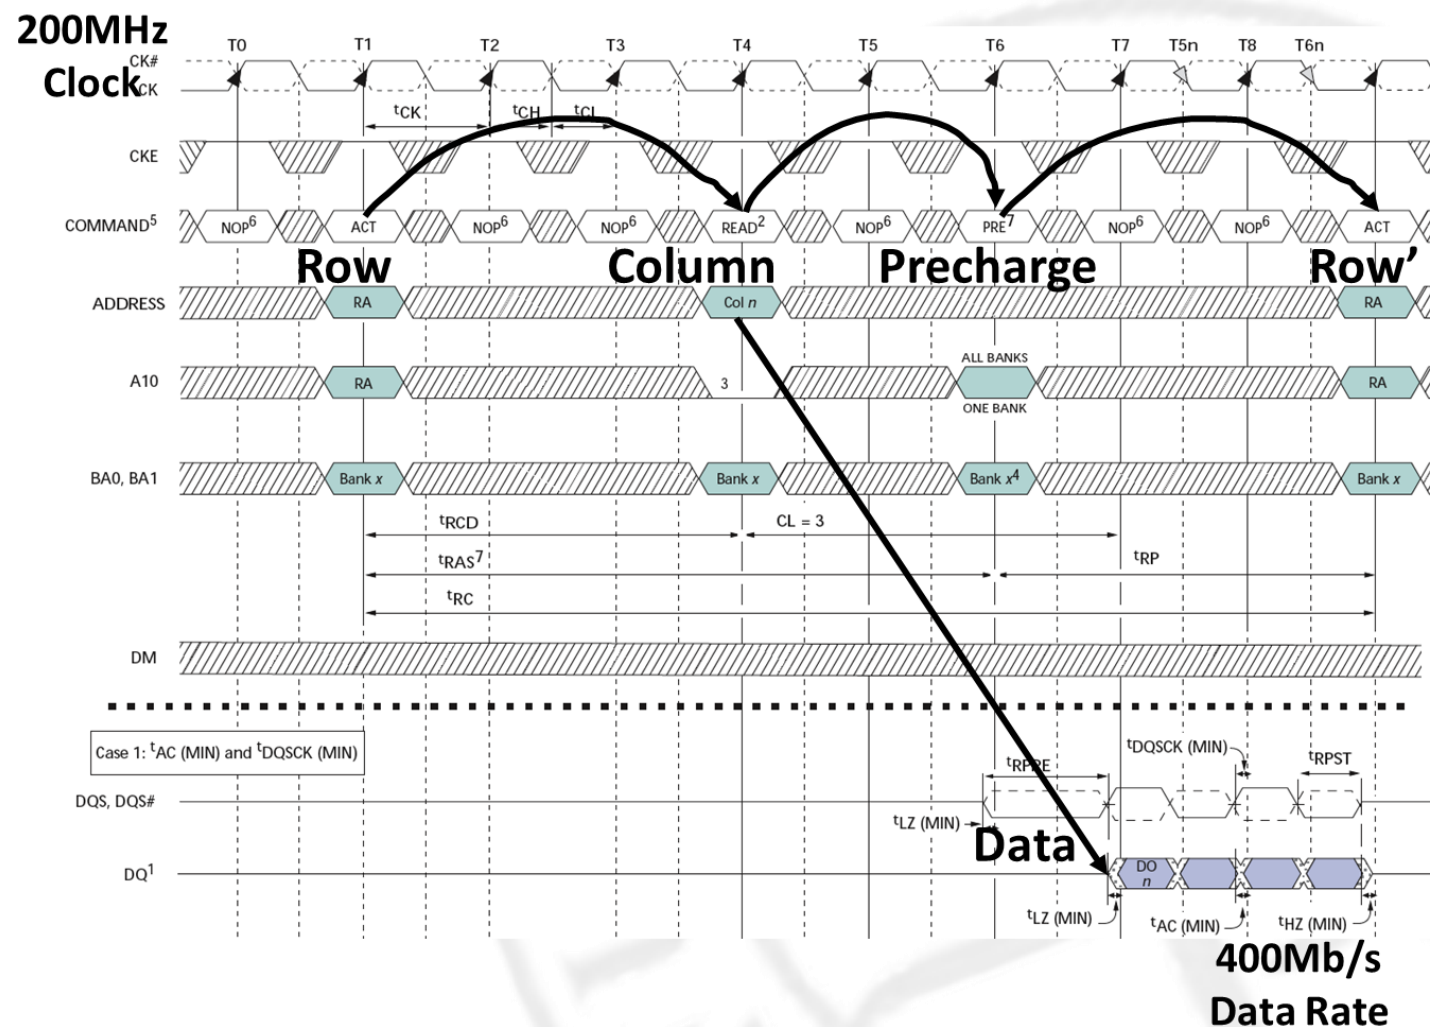 200MHz
Clock
T0 T1 T2 T3 T4 T5 T6 T7 T5n T8 T6n
CK#
CK
tCK tCH tCL
CKE
COMMAND5 NOP6 ACT NOP6 NOP6 READ2 NOP6 PRE7 NOP6 NOP6 ACT
Row Column Precharge Row’
ADDRESS RA Col n RA
ALL BANKS
A10 RA 3 RA
ONE BANK
BA0, BA1 Bank x Bank x Bank x4 Bank x
tRCD CL = 3
tRAS7 tRP
tRC
DM
Case 1: tAC (MIN) and tDQSCK (MIN)
tDQSCK (MIN)
tRPRE tRPST
DQS, DQS#
tLZ (MIN)
Data
DQ1 DO
n
tLZ (MIN) tAC (MIN) tHZ (MIN)
400Mb/s
Data Rate